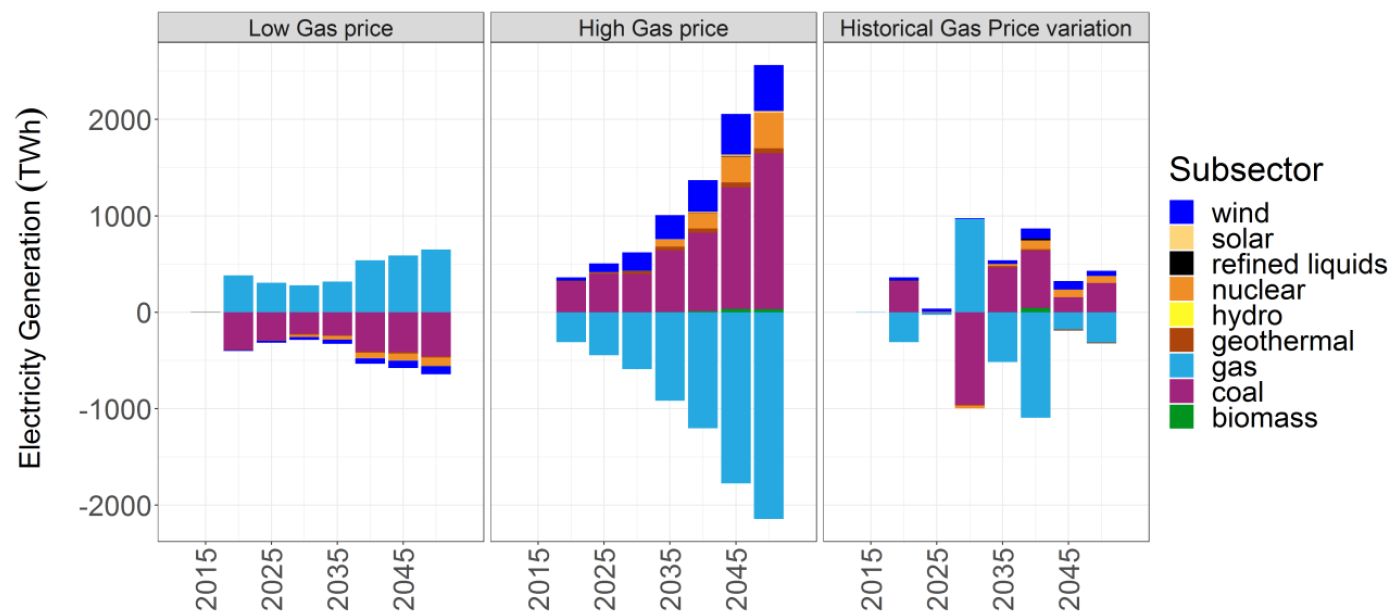 Low Gas price
High Gas price
Historical Gas Price variation
Electricity Generation (TWh)
2000
1000
0
-1000
-2000
2015
2025
2035
2045
2015
2025
2035
2045
2015
2025
2035
2045
Subsector
wind
solar
refined liquids
nuclear
hydro
geothermal
gas
coal
biomass